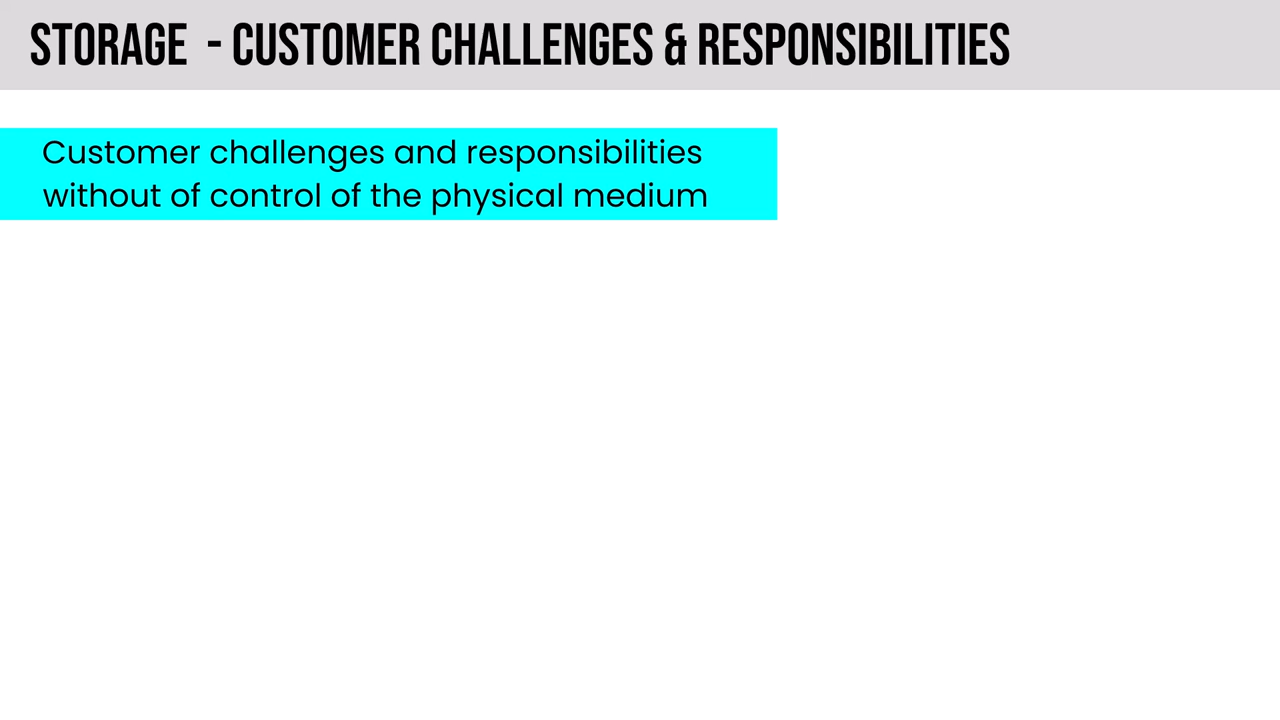 STORAGE - CUSTOMER CHALLENGES & RESPONSIBILITIES
Customer challenges and responsibilities
without of control of the physical medium